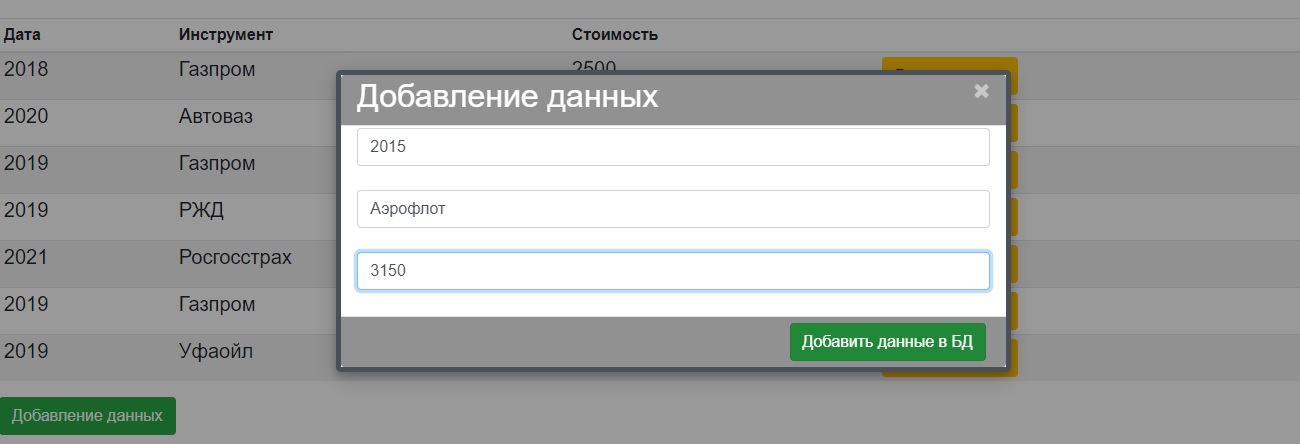 Дата Инструмент Стоимость
2018 Газпром 2500
Добавление данных ✖
2020 Автоваз
2015
2019 Газпром
2019 РЖД
Аэрофлот
2021 Росгосстрах
3150
2019 Газпром
2019 Уфаойл
Добавить данные в БД
Добавление данных